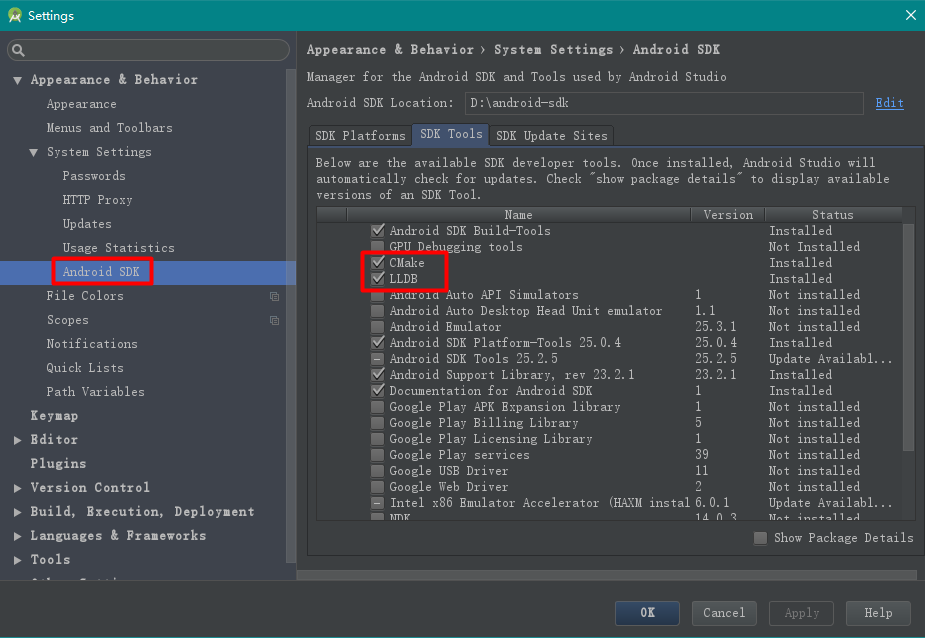 Settings
Appearance & Behavior
Appearance
Menus and Toolbars
System Settings
Passwords
HTTP Proxy
Updates
Usage Statistics
Android SDK
File Colors
Scopes
Notifications
Quick Lists
Path Variables
Keymap
Editor
Plugins
Version Control
Build, Execution, Deployment
Languages & Frameworks
Tools
Appearance & Behavior › System Settings › Android SDK
Manager for the Android SDK and Tools used by Android Studio
Android SDK Location: D:\android-sdk Edit
SDK Platforms SDK Tools SDK Update Sites
Below are the available SDK developer tools. Once installed, Android Studio will
automatically check for updates. Check "show package details" to display available
versions of an SDK Tool.
Name Version Status
Android SDK Build-Tools Installed
GPU Debugging tools Not Installed
CMake Installed
LLDB Installed
Android Auto API Simulators 1 Not installed
Android Auto Desktop Head Unit emulator 1.1 Not installed
Android Emulator 25.3.1 Not installed
Android SDK Platform-Tools 25.0.4 25.0.4 Installed
Android SDK Tools 25.2.5 25.2.5 Update Availabl...
Android Support Library, rev 23.2.1 23.2.1 Installed
Documentation for Android SDK 1 Installed
Google Play APK Expansion library 1 Not installed
Google Play Billing Library 5 Not installed
Google Play Licensing Library 1 Not installed
Google Play services 39 Not installed
Google USB Driver 11 Not installed
Google Web Driver 2 Not installed
Intel x86 Emulator Accelerator (HAXM instal 6.0.1 Update Availabl...
NDK 14.0.3 Not installed
Show Package Details
OK Cancel Apply Help